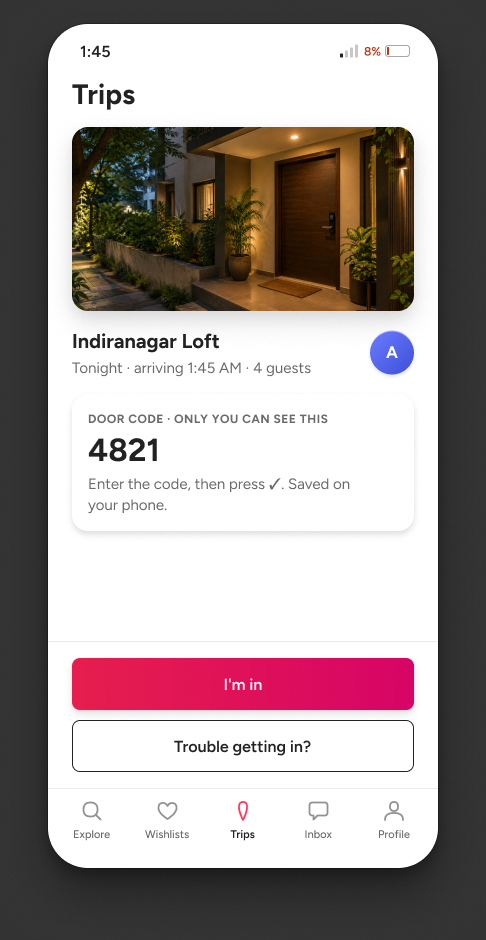 1:45
8%
Trips
Indiranagar Loft
Tonight · arriving 1:45 AM · 4 guests
A
DOOR CODE · ONLY YOU CAN SEE THIS
4821
Enter the code, then press ✓. Saved on
your phone.
I'm in
Trouble getting in?
Explore
Wishlists
Trips
Inbox
Profile